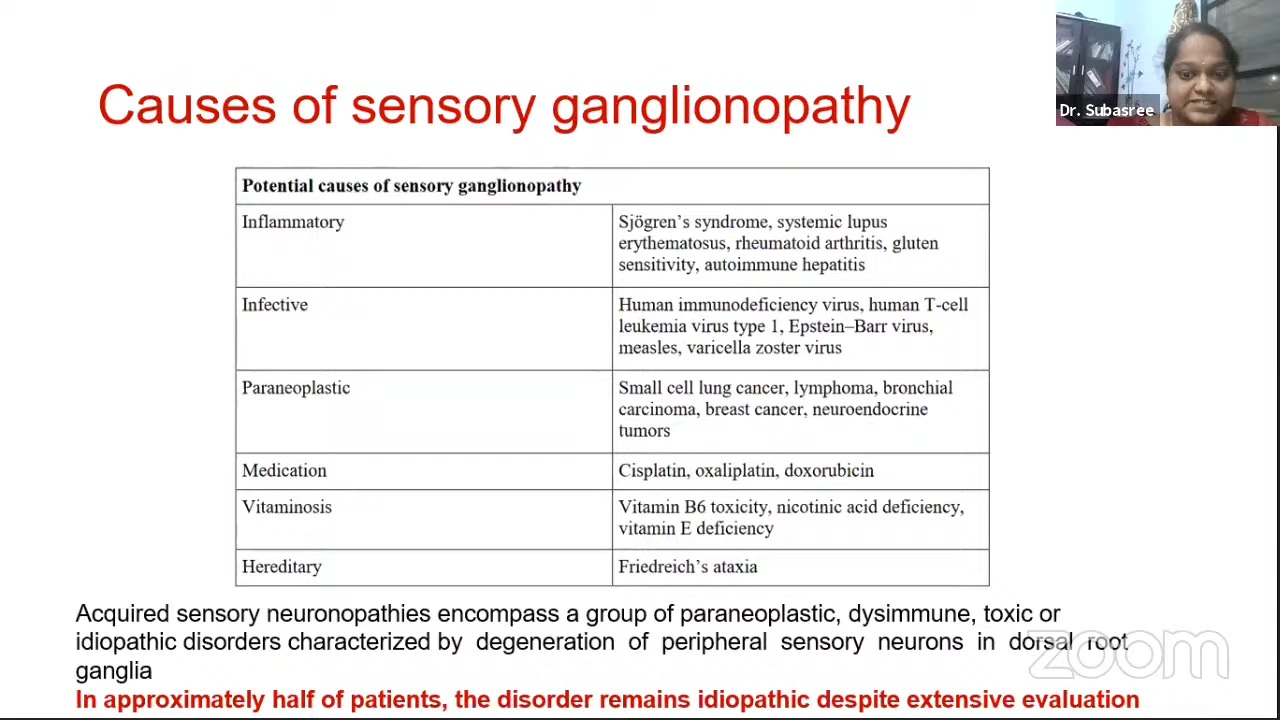 Dr. Subasree
Causes of sensory ganglionopathy
Potential causes of sensory ganglionopathy
Inflammatory
Sjögren's syndrome, systemic lupus
erythematosus, rheumatoid arthritis, gluten
sensitivity, autoimmune hepatitis
Infective
Human immunodeficiency virus, human T-cell
leukemia virus type 1, Epstein–Barr virus,
measles, varicella zoster virus
Paraneoplastic
Small cell lung cancer, lymphoma, bronchial
carcinoma, breast cancer, neuroendocrine
tumors
Medication
Cisplatin, oxaliplatin, doxorubicin
Vitaminosis
Vitamin B6 toxicity, nicotinic acid deficiency,
vitamin E deficiency
Hereditary
Friedreich's ataxia
Acquired sensory neuronopathies encompass a group of paraneoplastic, dysimmune, toxic or
idiopathic disorders characterized by degeneration of peripheral sensory neurons in dorsal root
ganglia
zoom
In approximately half of patients, the disorder remains idiopathic despite extensive evaluation